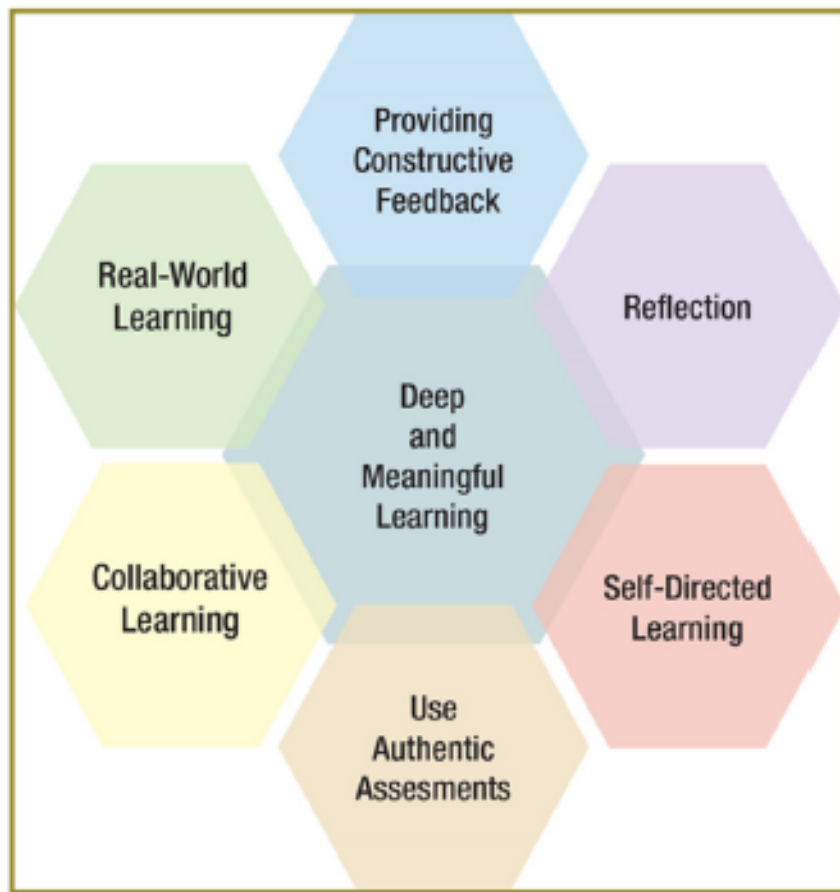 Providing
Constructive
Feedback
Real-World
Learning
Reflection
Deep
and
Meaningful
Learning
Collaborative
Learning
Self-Directed
Learning
Use
Authentic
Assesments